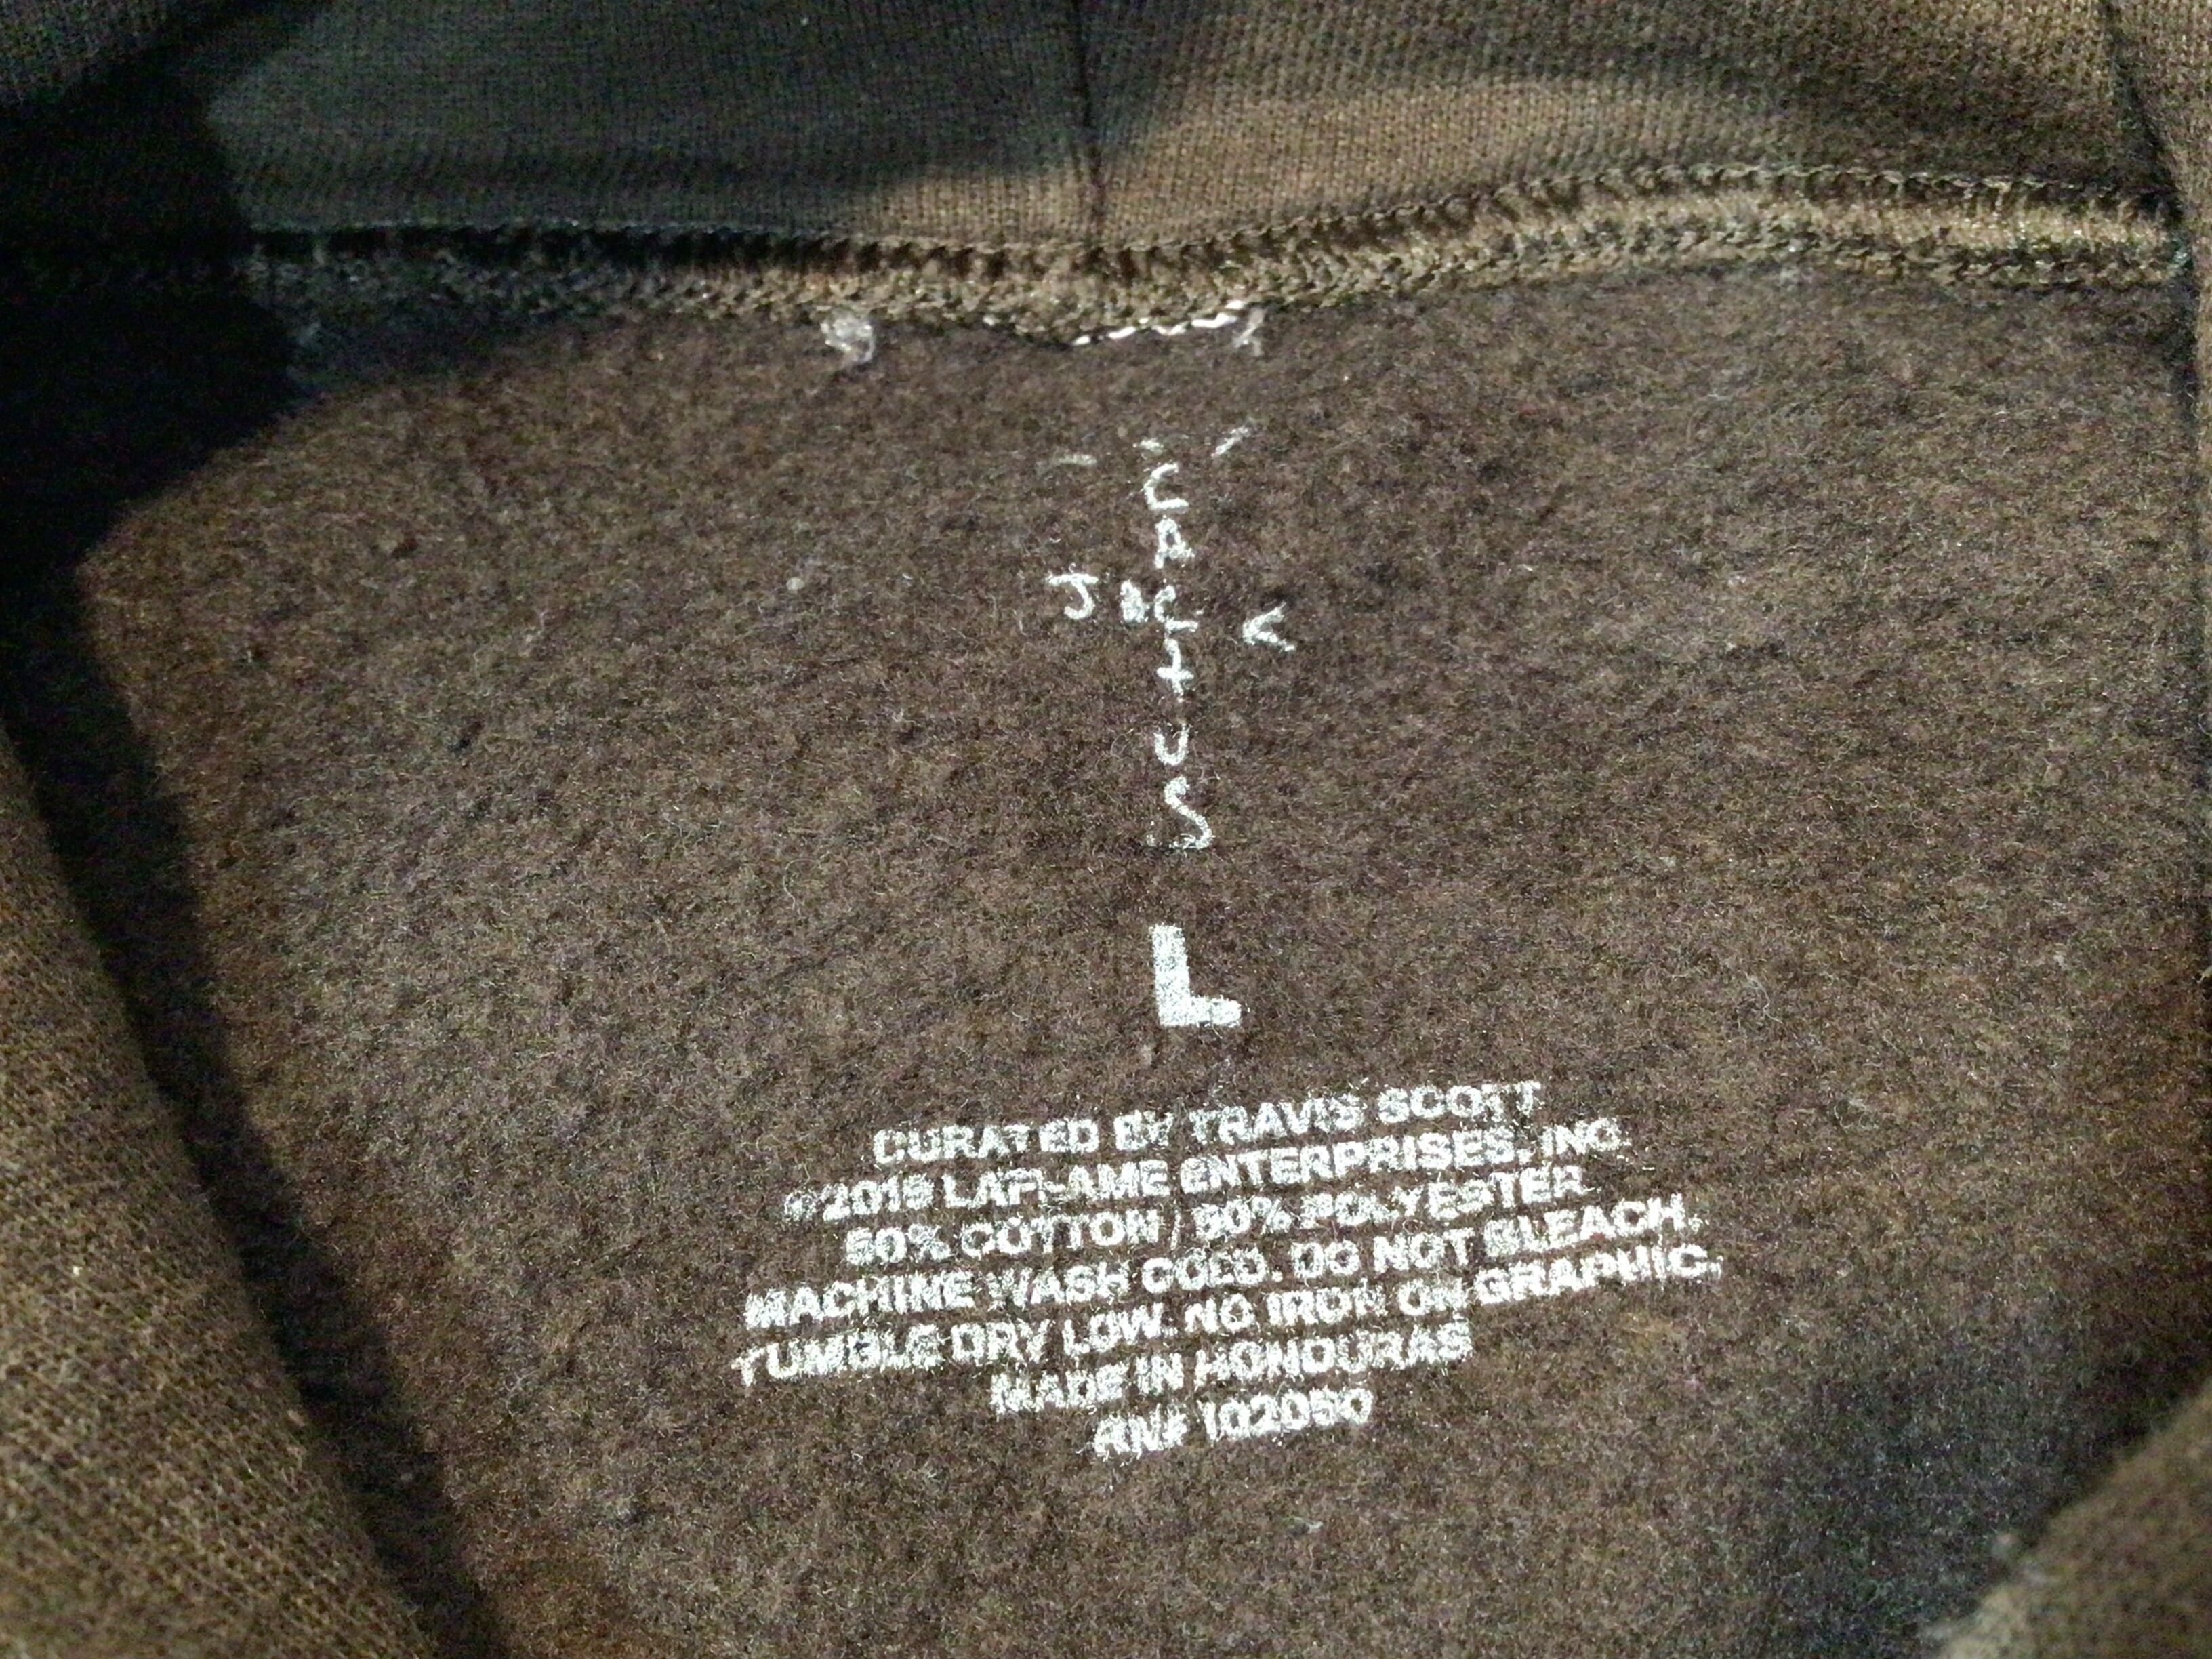 CACTUS
JACK
L
CURATED BY TRAVIS SCOTT
©2019 LAFLAME ENTERPRISES, INC.
50% COTTON / 50% POLYESTER
MACHINE WASH COLD. DO NOT BLEACH.
TUMBLE DRY LOW. NO IRON ON GRAPHIC.
MADE IN HONDURAS
RN# 102050